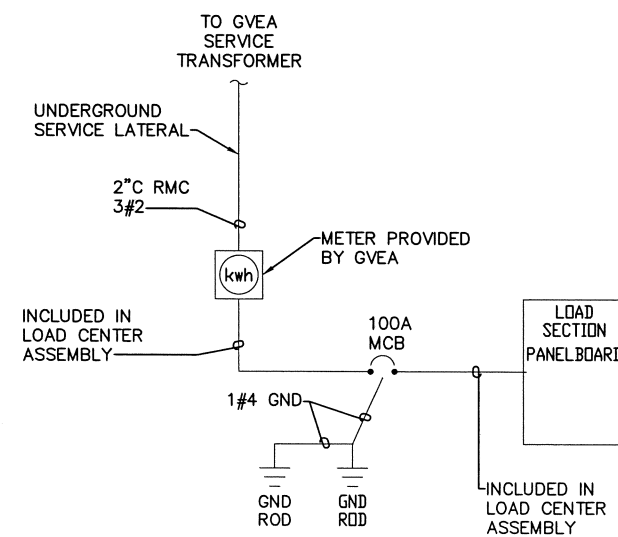 TO GVEA
SERVICE
TRANSFORMER
UNDERGROUND
SERVICE LATERAL
2"C RMC
3#2
METER PROVIDED
BY GVEA
kwh
INCLUDED IN
LOAD CENTER
ASSEMBLY
100A
MCB
LOAD
SECTION
PANELBOARD
1#4 GND
GND
ROD
GND
ROD
INCLUDED IN
LOAD CENTER
ASSEMBLY